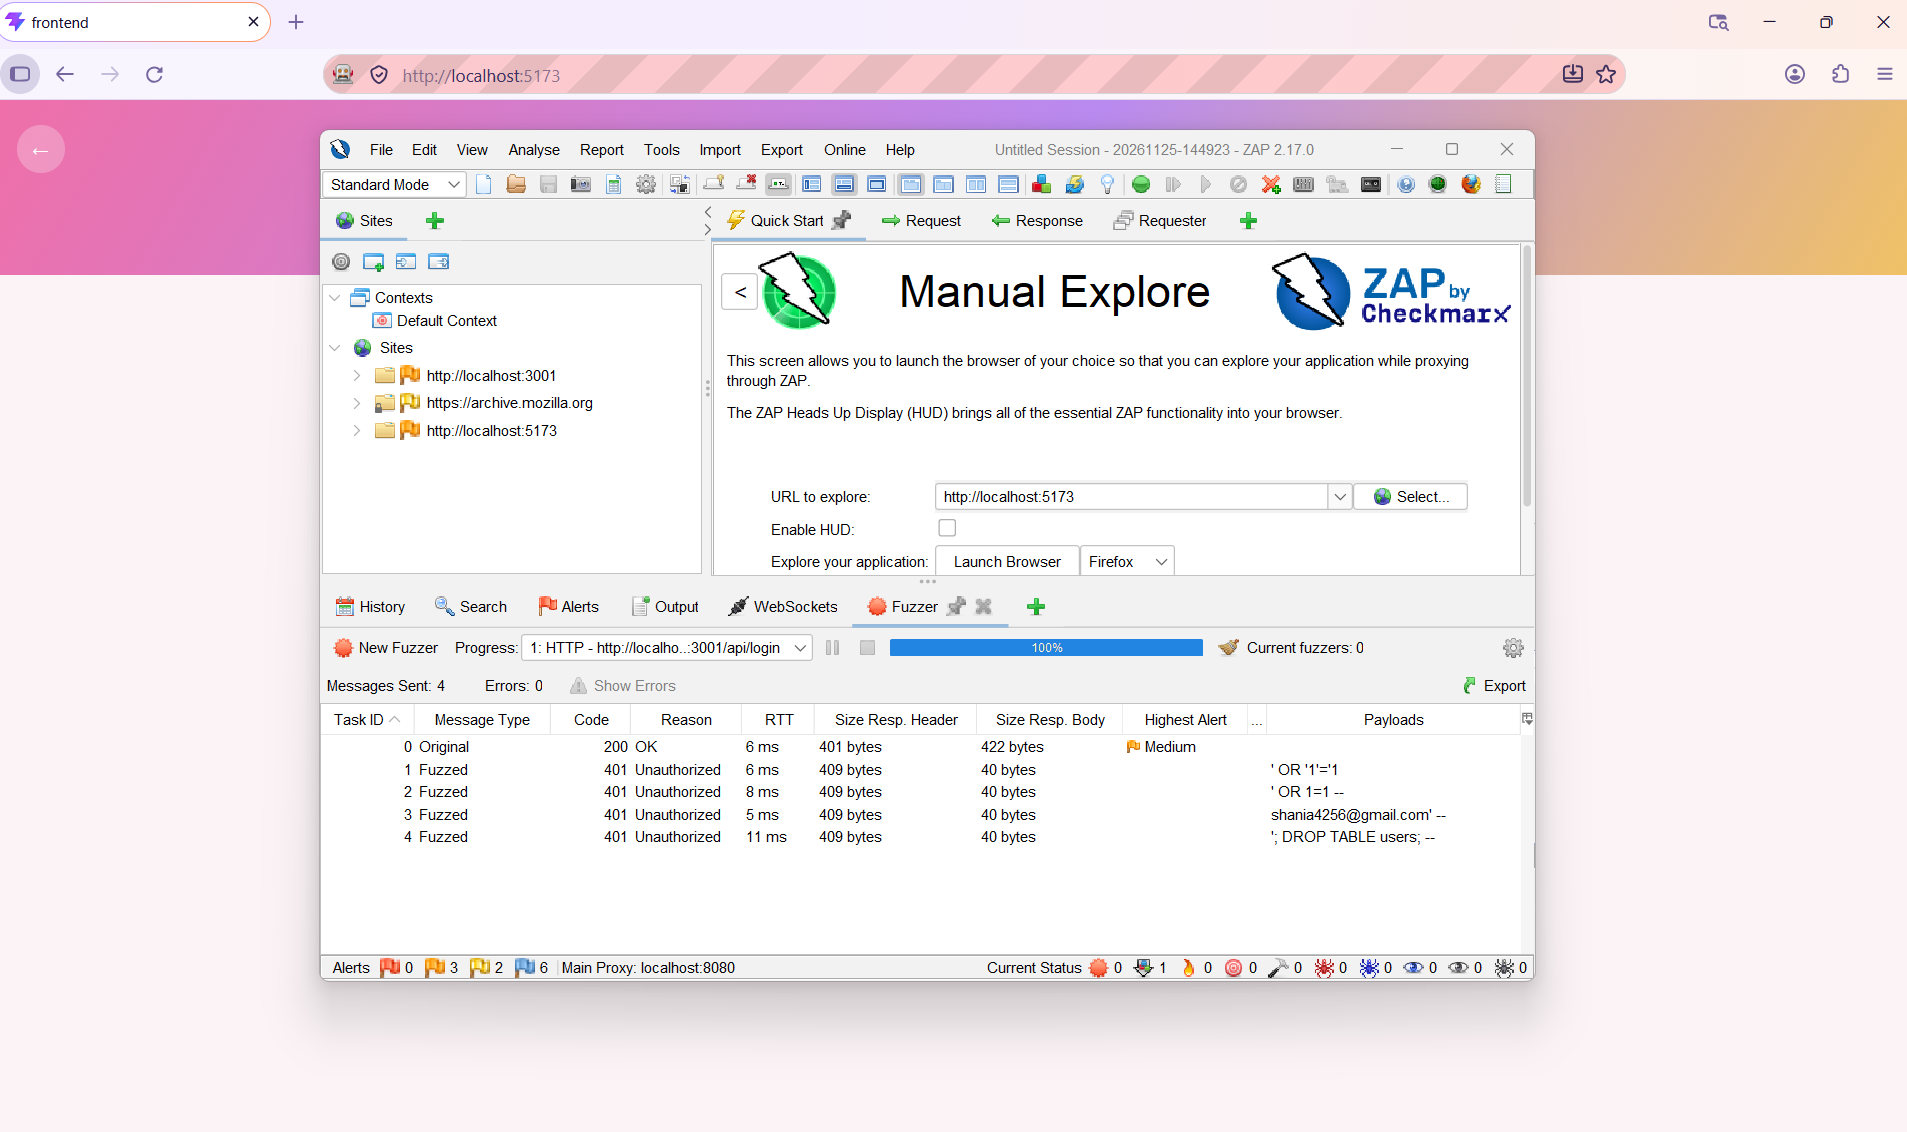 frontend
http://localhost:5173
File Edit View Analyse Report Tools Import Export Online Help Untitled Session - 20261125-144923 - ZAP 2.17.0
Standard Mode
Sites
Quick Start Request Response Requester
Contexts
Default Context
Sites
http://localhost:3001
https://archive.mozilla.org
http://localhost:5173
< Manual Explore ZAP by Checkmarx
This screen allows you to launch the browser of your choice so that you can explore your application while proxying
through ZAP.
The ZAP Heads Up Display (HUD) brings all of the essential ZAP functionality into your browser.
URL to explore: http://localhost:5173 Select...
Enable HUD:
Explore your application: Launch Browser Firefox
History Search Alerts Output WebSockets Fuzzer
New Fuzzer Progress: 1: HTTP - http://localho...:3001/api/login 100% Current fuzzers: 0
Messages Sent: 4 Errors: 0 Show Errors Export
Task ID Message Type Code Reason RTT Size Resp. Header Size Resp. Body Highest Alert ... Payloads
0 Original 200 OK 6 ms 401 bytes 422 bytes Medium
1 Fuzzed 401 Unauthorized 6 ms 409 bytes 40 bytes ' OR '1'='1
2 Fuzzed 401 Unauthorized 8 ms 409 bytes 40 bytes ' OR 1=1 --
3 Fuzzed 401 Unauthorized 5 ms 409 bytes 40 bytes shania4256@gmail.com' --
4 Fuzzed 401 Unauthorized 11 ms 409 bytes 40 bytes '; DROP TABLE users; --
Alerts 0 3 2 6 Main Proxy: localhost:8080 Current Status 0 1 0 0 0 0 0 0 0 0